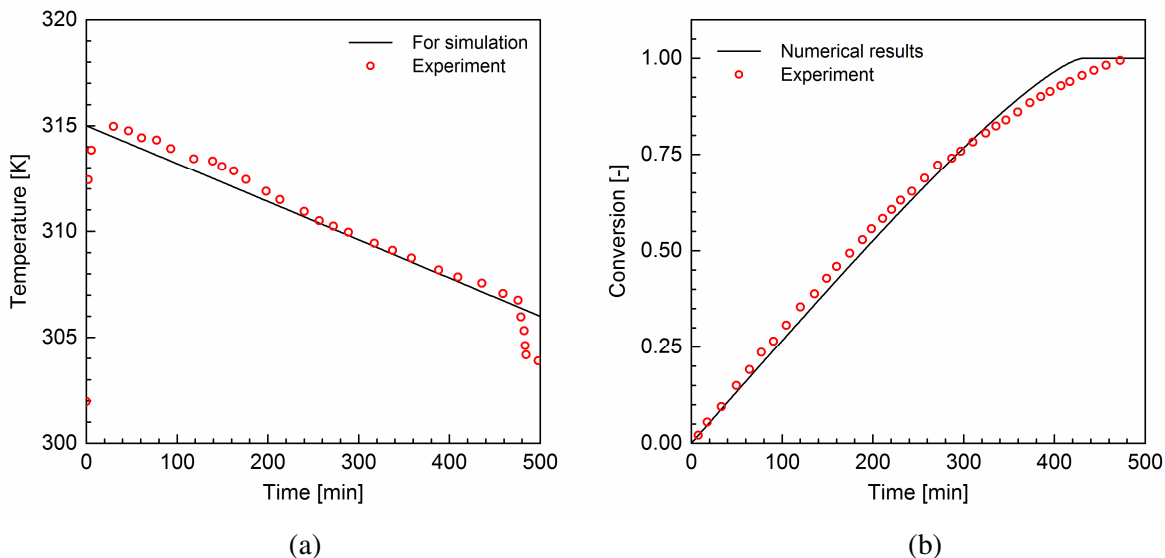 320
315
310
305
300
Temperature [K]
For simulation
Experiment
0
100
200
300
400
500
Time [min]
(a)
1.00
0.75
0.50
0.25
0.00
Conversion [-]
Numerical results
Experiment
0
100
200
300
400
500
Time [min]
(b)